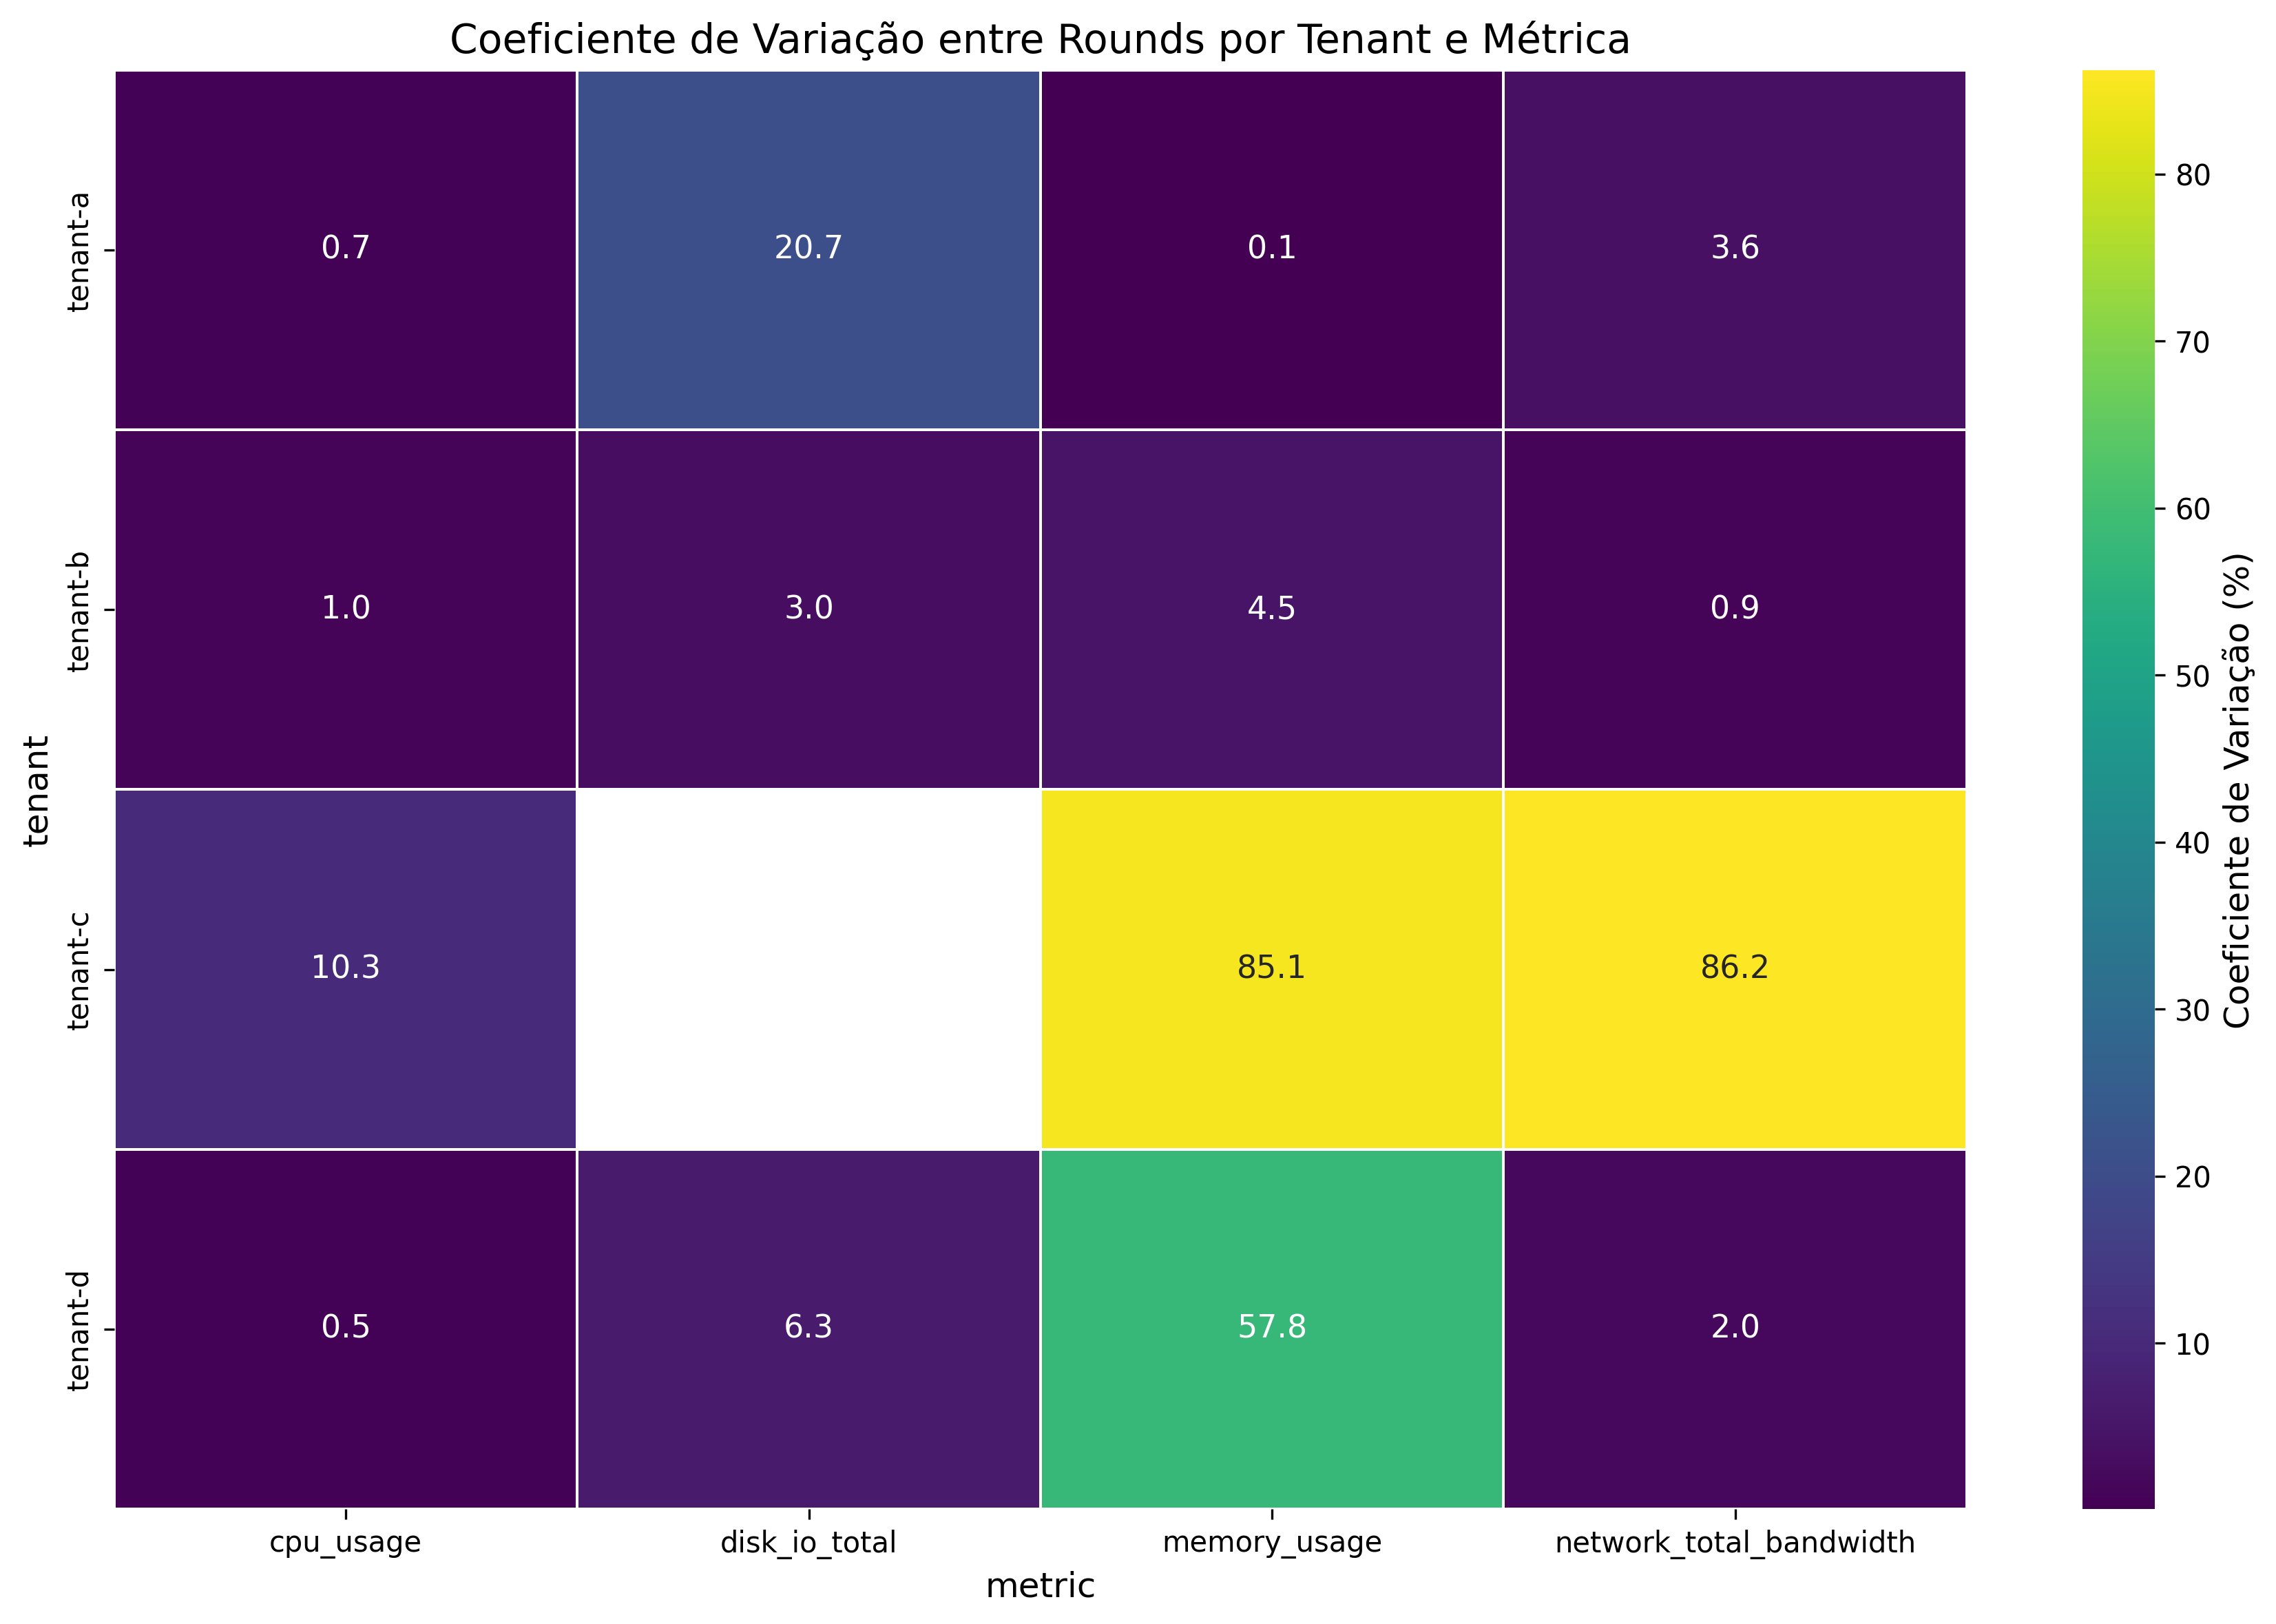 Coeficiente de Variação entre Rounds por Tenant e Métrica
tenant
tenant-a
0.7 20.7 0.1 3.6
tenant-b
1.0 3.0 4.5 0.9
tenant-c
10.3 85.1 86.2
tenant-d
0.5 6.3 57.8 2.0
cpu_usage disk_io_total memory_usage network_total_bandwidth
metric
80
70
60
50
40
30
20
10
Coeficiente de Variação (%)